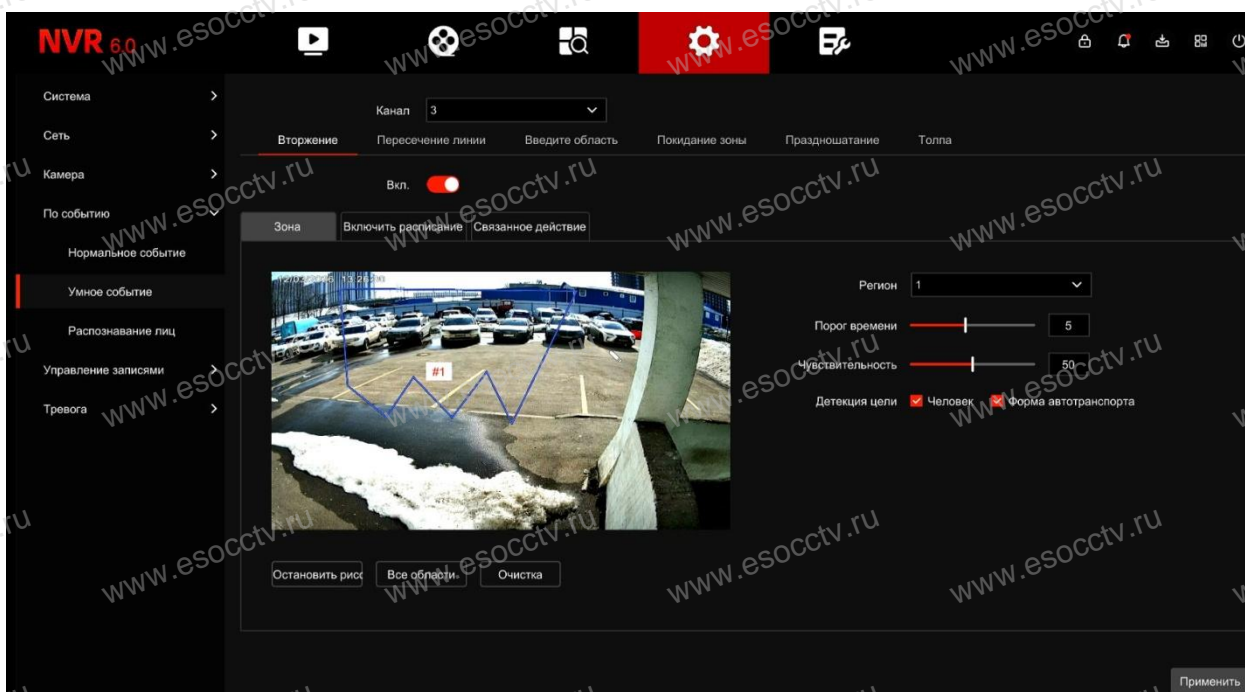 NVR 6.0
Система
Сеть
Камера
По событию
Нормальное событие
Умное событие
Распознавание лиц
Управление записями
Тревога
Канал 3
Вторжение Пересечение линии Введите область Покидание зоны Праздношатание Толпа
Вкл.
Зона Включить расписание Связанное действие
#1
Регион 1
Порог времени 5
Чувствительность 50
Детекция цели Человек Форма автотранспорта
Остановить рисо Все области. Очистка
Применить
www.esocctv.ru